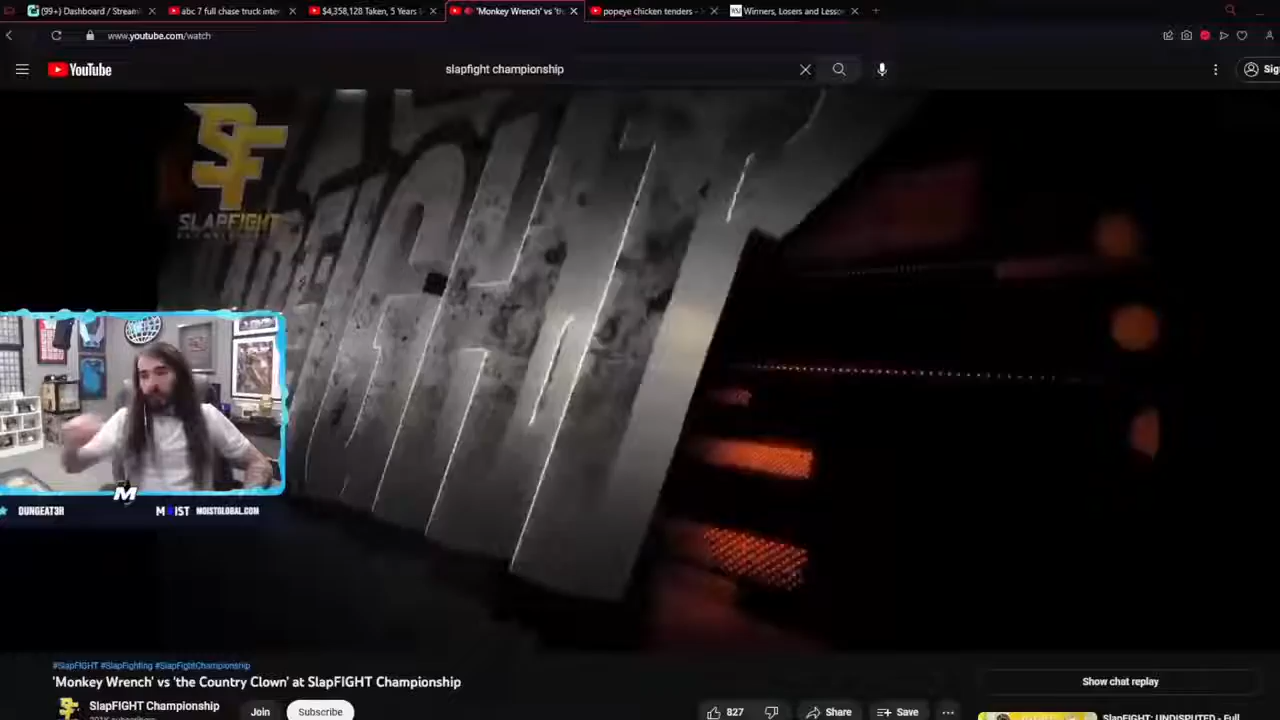 (99+) Dashboard / Stream
abc 7 full chase truck inter
$4,358,128 Taken, 5 Years
'Monkey Wrench' vs 'th
popeye chicken tenders -
Winners, Losers and Lesso
www.youtube.com/watch
YouTube
slapfight championship
Sig
SF
SLAPFIGHT
DUNGEAT3R
M
MOIST
MOISTGLOBAL.COM
#SlapFIGHT #SlapFighting #SlapFightChampionship
'Monkey Wrench' vs 'the Country Clown' at SlapFIGHT Championship
Show chat replay
SlapFIGHT Championship
Join
Subscribe
827
Share
Save
SlapFIGHT: UNDISPUTED - Full